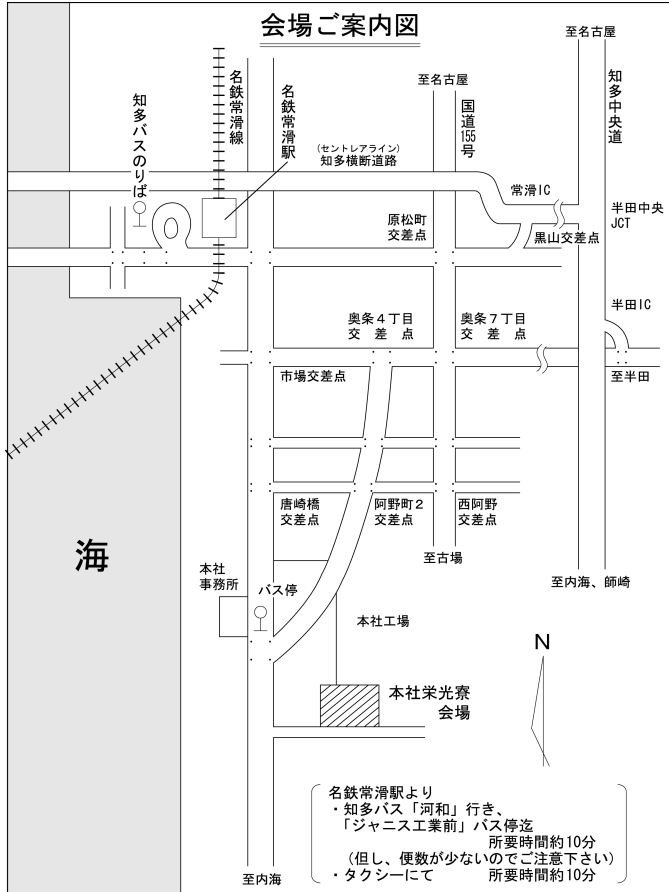 会場ご案内図
至名古屋
至名古屋
知多中央道
名鉄常滑線
名鉄常滑駅
国道155号
知多バスのりば
(セントレアライン)
知多横断道路
常滑IC
半田中央
JCT
原松町
交差点
黒山交差点
半田IC
奥条4丁目
交差点
奥条7丁目
交差点
市場交差点
至半田
唐崎橋
交差点
阿野町2
交差点
西阿野
交差点
海
至古場
本社
事務所
バス停
至内海、師崎
本社工場
N
本社栄光寮
会場
名鉄常滑駅より
・知多バス「河和」行き、
「ジャニス工業前」バス停迄
所要時間約10分
(但し、便数が少ないのでご注意下さい)
・タクシーにて 所要時間約10分
至内海